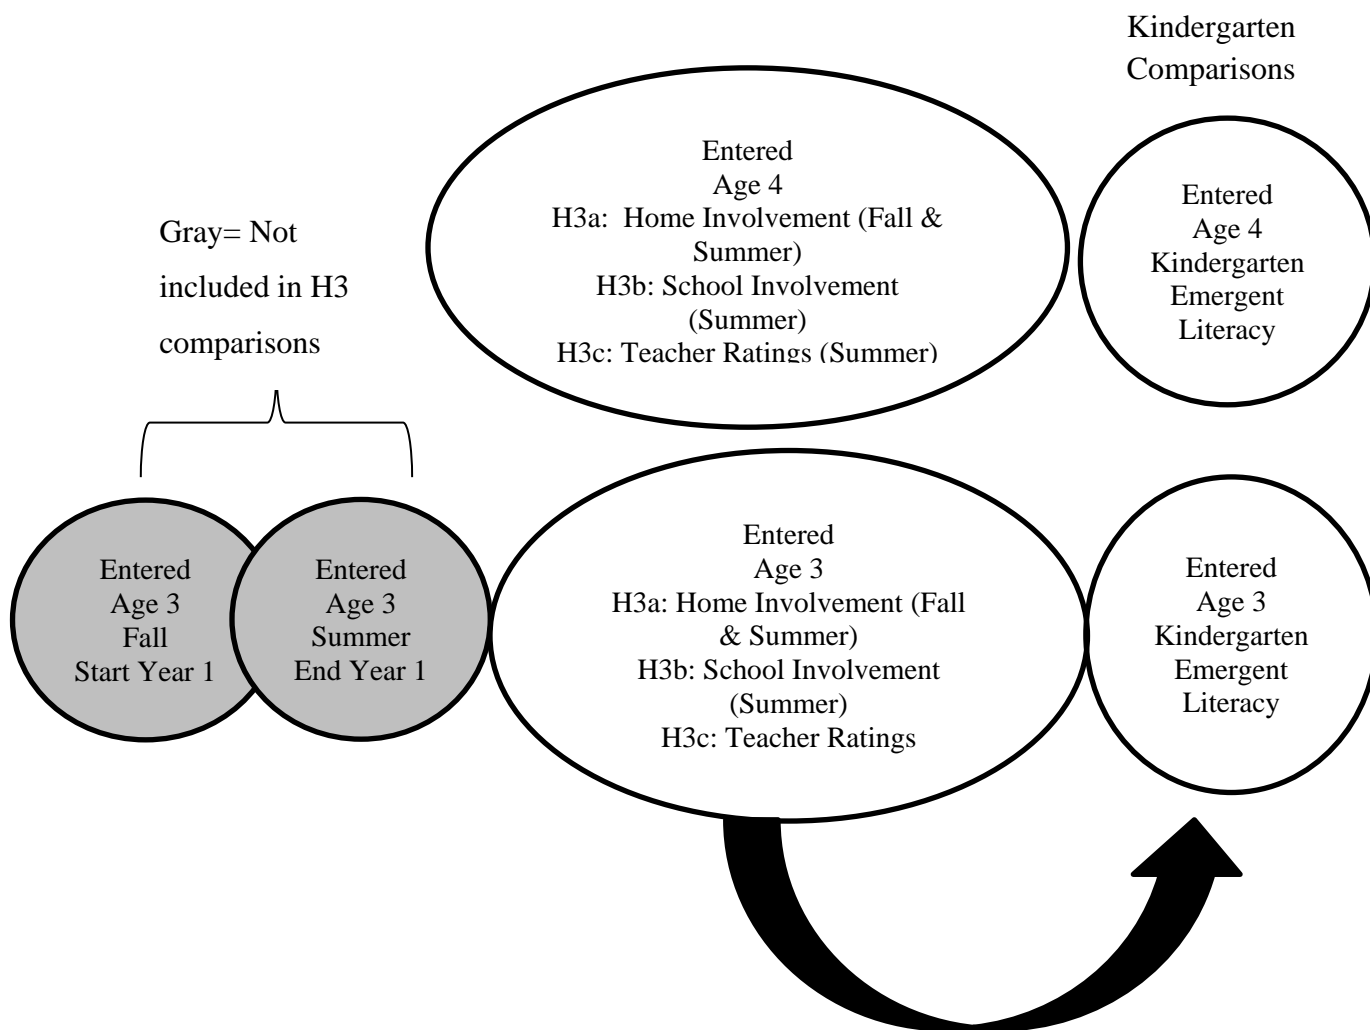 Kindergarten
Comparisons
Entered
Age 4
H3a:  Home Involvement (Fall &
Summer)
H3b: School Involvement
(Summer)
H3c: Teacher Ratings (Summer)
Entered
Age 4
Kindergarten
Emergent
Literacy
Gray= Not
included in H3
comparisons
Entered
Age 3
Fall
Start Year 1
Entered
Age 3
Summer
End Year 1
Entered
Age 3
H3a: Home Involvement (Fall
& Summer)
H3b: School Involvement
(Summer)
H3c: Teacher Ratings
Entered
Age 3
Kindergarten
Emergent
Literacy